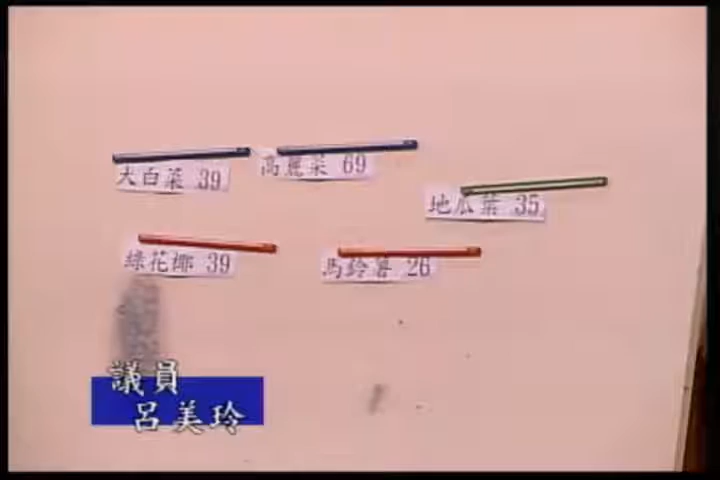 大白菜 39
高麗菜 69
地瓜葉 35
綠花椰 39
馬鈴薯 26
議員
呂美玲